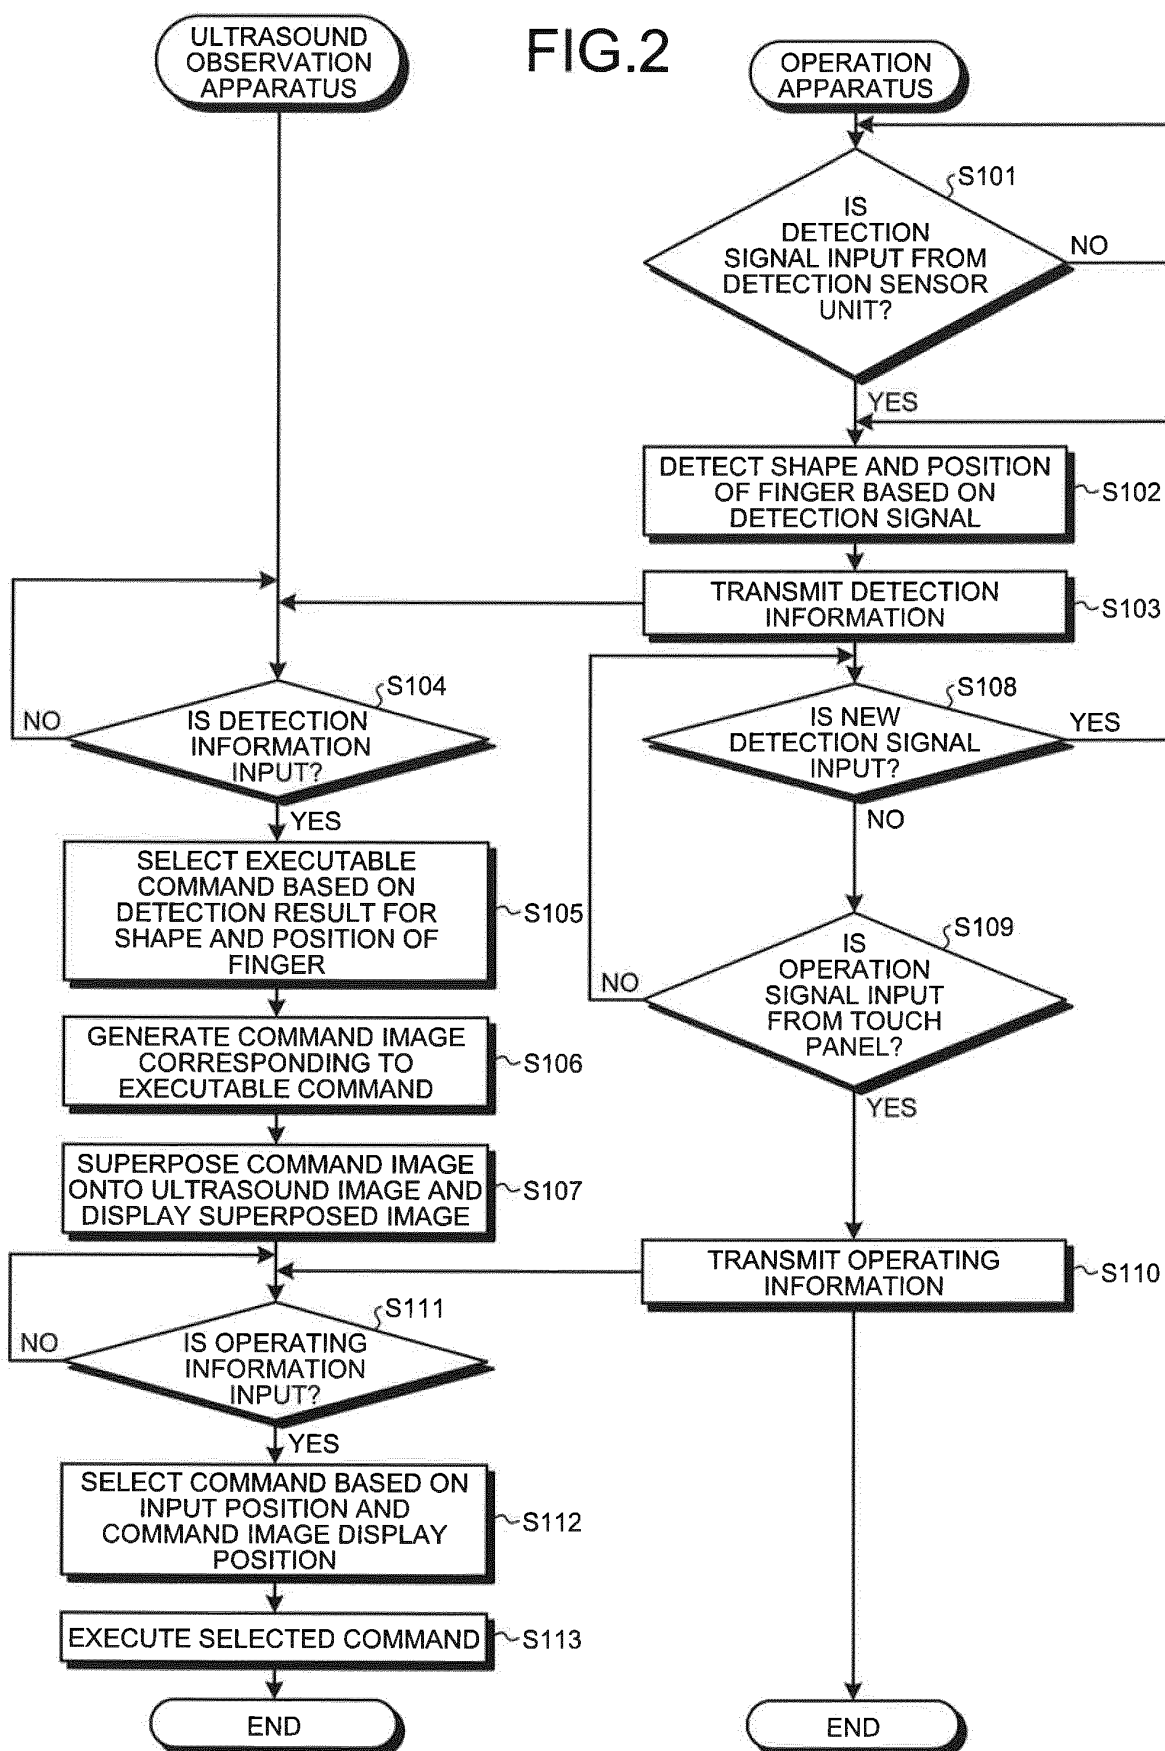 FIG.2
ULTRASOUND
OBSERVATION
APPARATUS
OPERATION
APPARATUS
S101
IS
DETECTION
SIGNAL INPUT FROM
DETECTION SENSOR
UNIT?
NO
YES
DETECT SHAPE AND POSITION
OF FINGER BASED ON
DETECTION SIGNAL
S102
TRANSMIT DETECTION
INFORMATION
S103
S104
IS DETECTION
INFORMATION
INPUT?
NO
YES
S108
IS NEW
DETECTION SIGNAL
INPUT?
YES
NO
SELECT EXECUTABLE
COMMAND BASED ON
DETECTION RESULT FOR
SHAPE AND POSITION OF
FINGER
S105
S109
IS
OPERATION
SIGNAL INPUT
FROM TOUCH
PANEL?
NO
YES
GENERATE COMMAND IMAGE
CORRESPONDING TO
EXECUTABLE COMMAND
S106
SUPERPOSE COMMAND IMAGE
ONTO ULTRASOUND IMAGE AND
DISPLAY SUPERPOSED IMAGE
S107
TRANSMIT OPERATING
INFORMATION
S110
S111
IS OPERATING
INFORMATION
INPUT?
NO
YES
SELECT COMMAND BASED ON
INPUT POSITION AND
COMMAND IMAGE DISPLAY
POSITION
S112
EXECUTE SELECTED COMMAND
S113
END
END